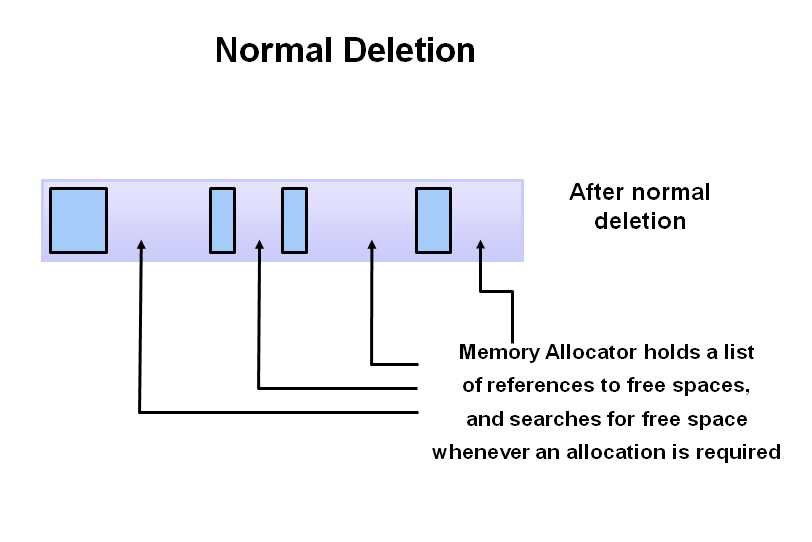 Normal Deletion
After normal
deletion
Memory Allocator holds a list
of references to free spaces,
and searches for free space
whenever an allocation is required